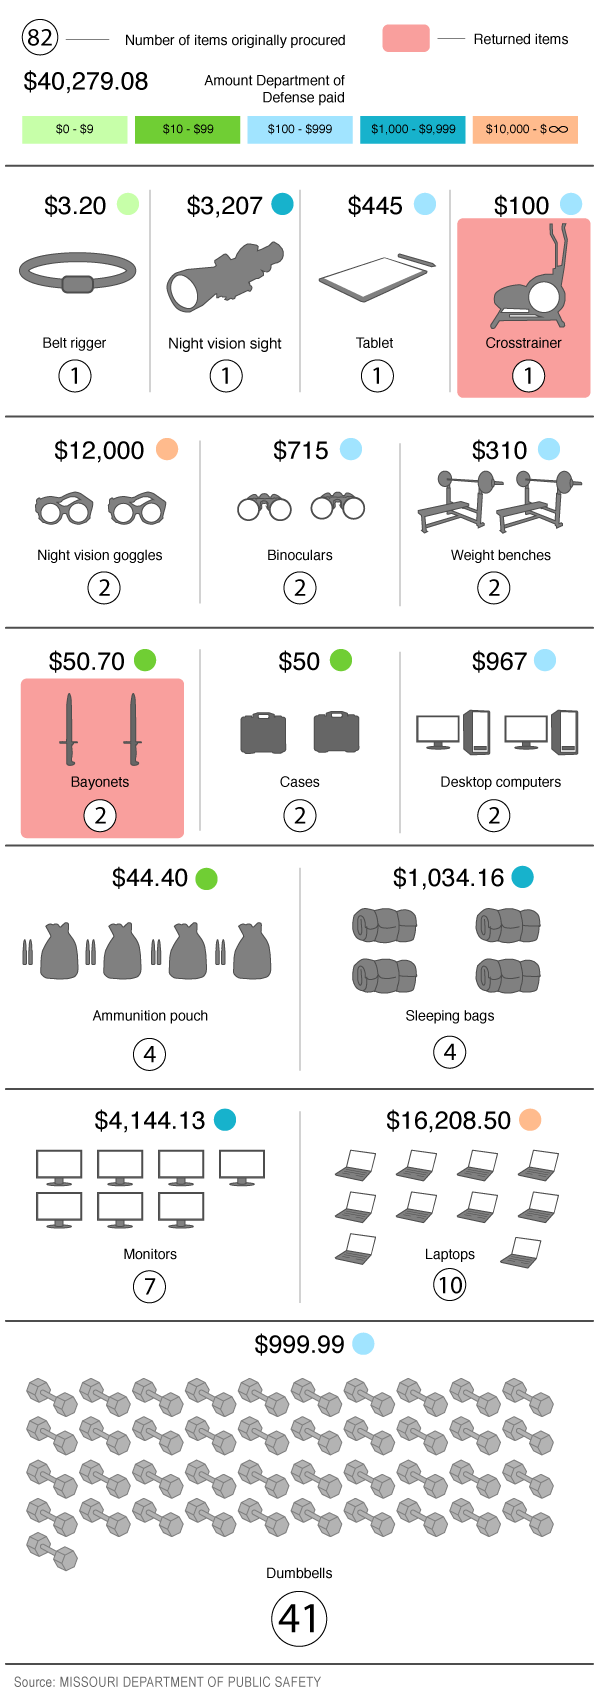 82 Number of items originally procured Returned items
$40,279.08 Amount Department of
Defense paid
$0 - $9 $10 - $99 $100 - $999 $1,000 - $9,999 $10,000 - $ ∞
$3.20 $3,207 $445 $100
Belt rigger Night vision sight Tablet Crosstrainer
1 1 1 1
$12,000 $715 $310
Night vision goggles Binoculars Weight benches
2 2 2
$50.70 $50 $967
Bayonets Cases Desktop computers
2 2 2
$44.40 $1,034.16
Ammunition pouch Sleeping bags
4 4
$4,144.13 $16,208.50
Monitors Laptops
7 10
$999.99
Dumbbells
41
Source: MISSOURI DEPARTMENT OF PUBLIC SAFETY